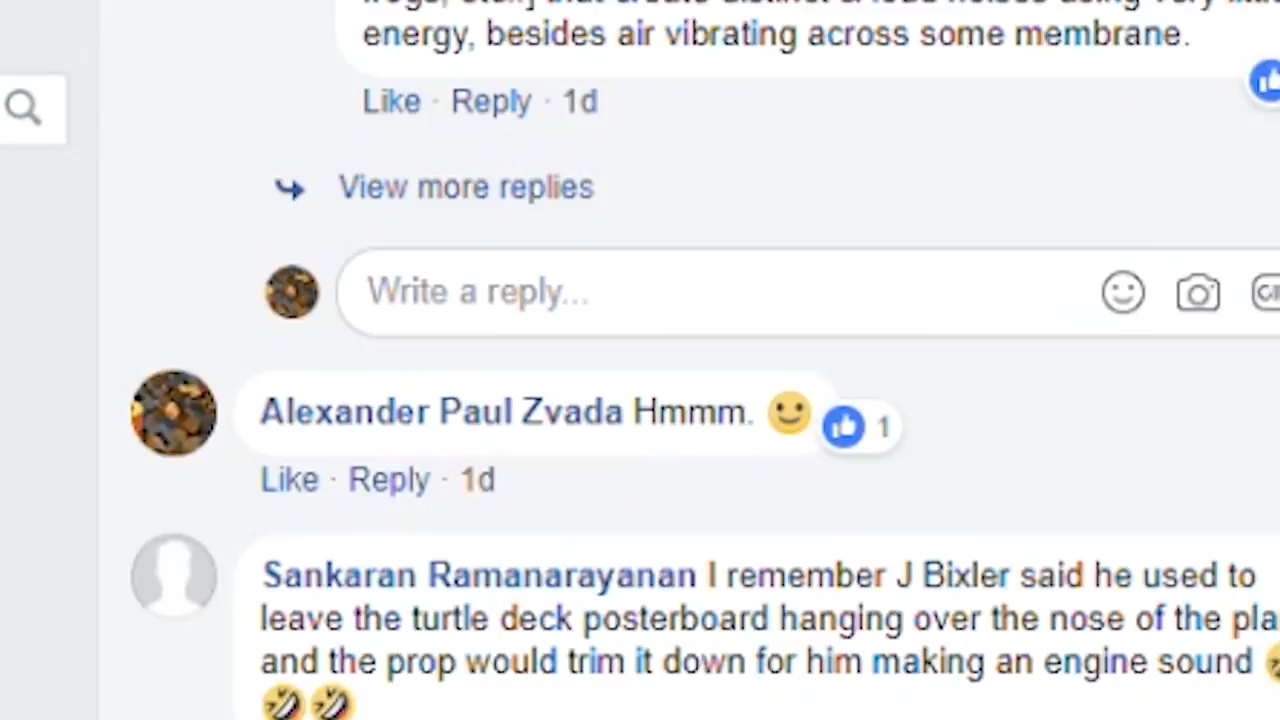 energy, besides air vibrating across some membrane.
Like · Reply · 1d
View more replies
Write a reply...
Alexander Paul Zvada Hmmm. 🙂 1
Like · Reply · 1d
Sankaran Ramanarayanan I remember J Bixler said he used to
leave the turtle deck posterboard hanging over the nose of the pla
and the prop would trim it down for him making an engine sound 🤣
🤣🤣